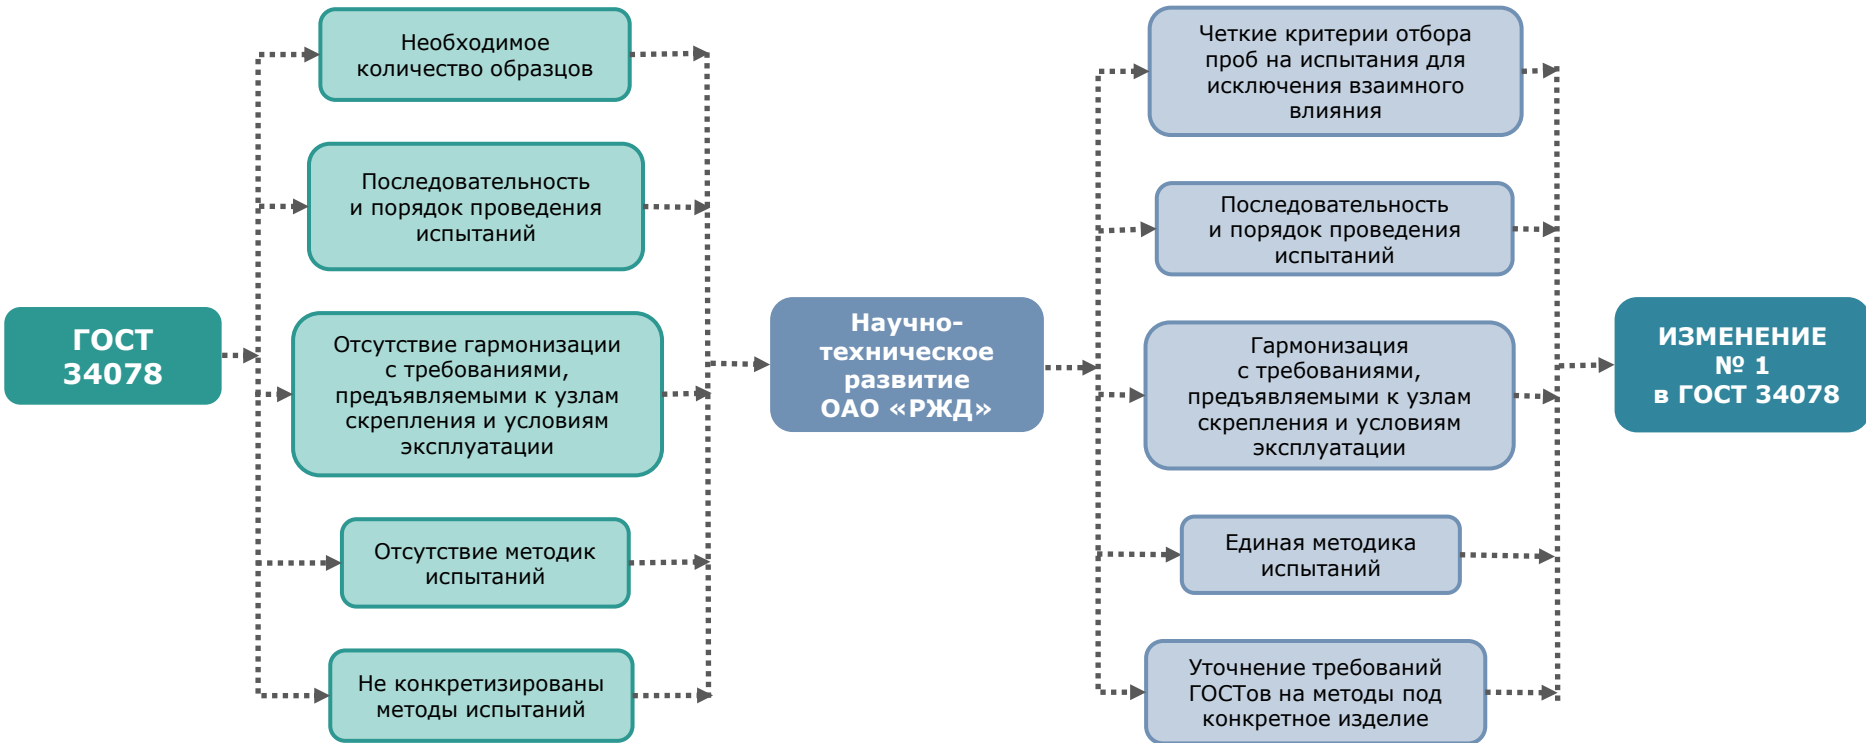 ГОСТ
34078
Необходимое
количество образцов
Последовательность
и порядок проведения
испытаний
Отсутствие гармонизации
с требованиями,
предъявляемыми к узлам
скрепления и условиям
эксплуатации
Отсутствие методик
испытаний
Не конкретизированы
методы испытаний
Научно-
техническое
развитие
ОАО «РЖД»
Четкие критерии отбора
проб на испытания для
исключения взаимного
влияния
Последовательность
и порядок проведения
испытаний
Гармонизация
с требованиями,
предъявляемыми к узлам
скрепления и условиям
эксплуатации
Единая методика
испытаний
Уточнение требований
ГОСТов на методы под
конкретное изделие
ИЗМЕНЕНИЕ
№ 1
в ГОСТ 34078